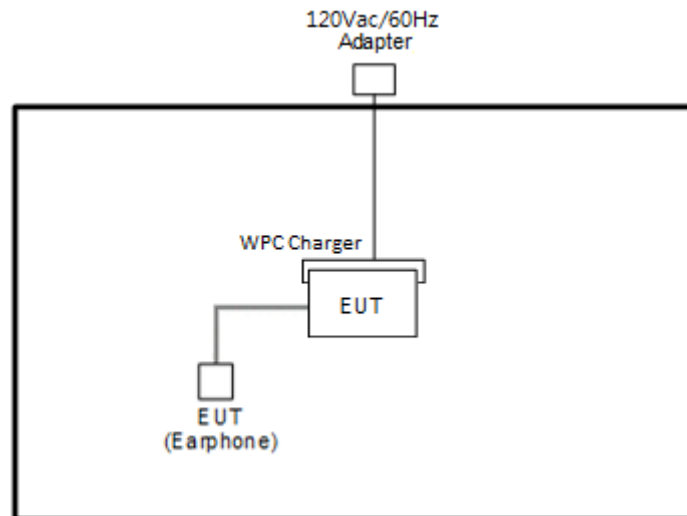 120Vac/60Hz
Adapter
WPC Charger
EUT
EUT
(Earphone)